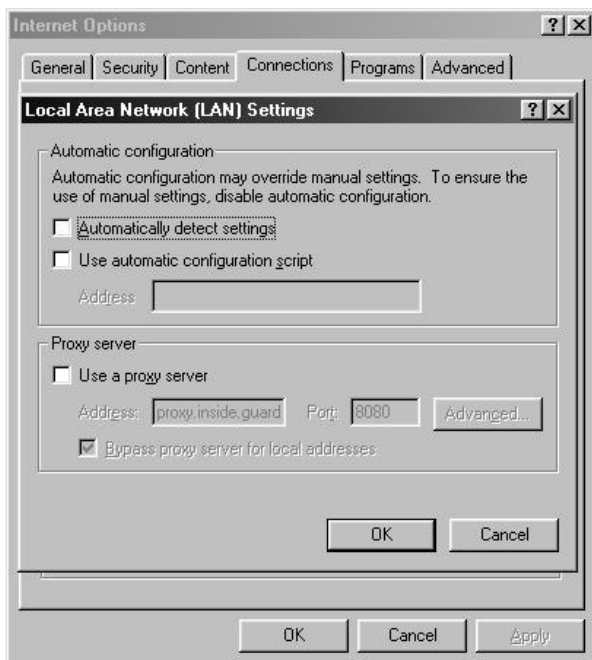 Internet Options
General Security Content Connections Programs Advanced
Local Area Network (LAN) Settings
Automatic configuration
Automatic configuration may override manual settings. To ensure the
use of manual settings, disable automatic configuration.
Automatically detect settings
Use automatic configuration script
Address
Proxy server
Use a proxy server
Address: proxy.inside.guard Port: 8080 Advanced...
Bypass proxy server for local addresses
OK Cancel
OK Cancel Apply